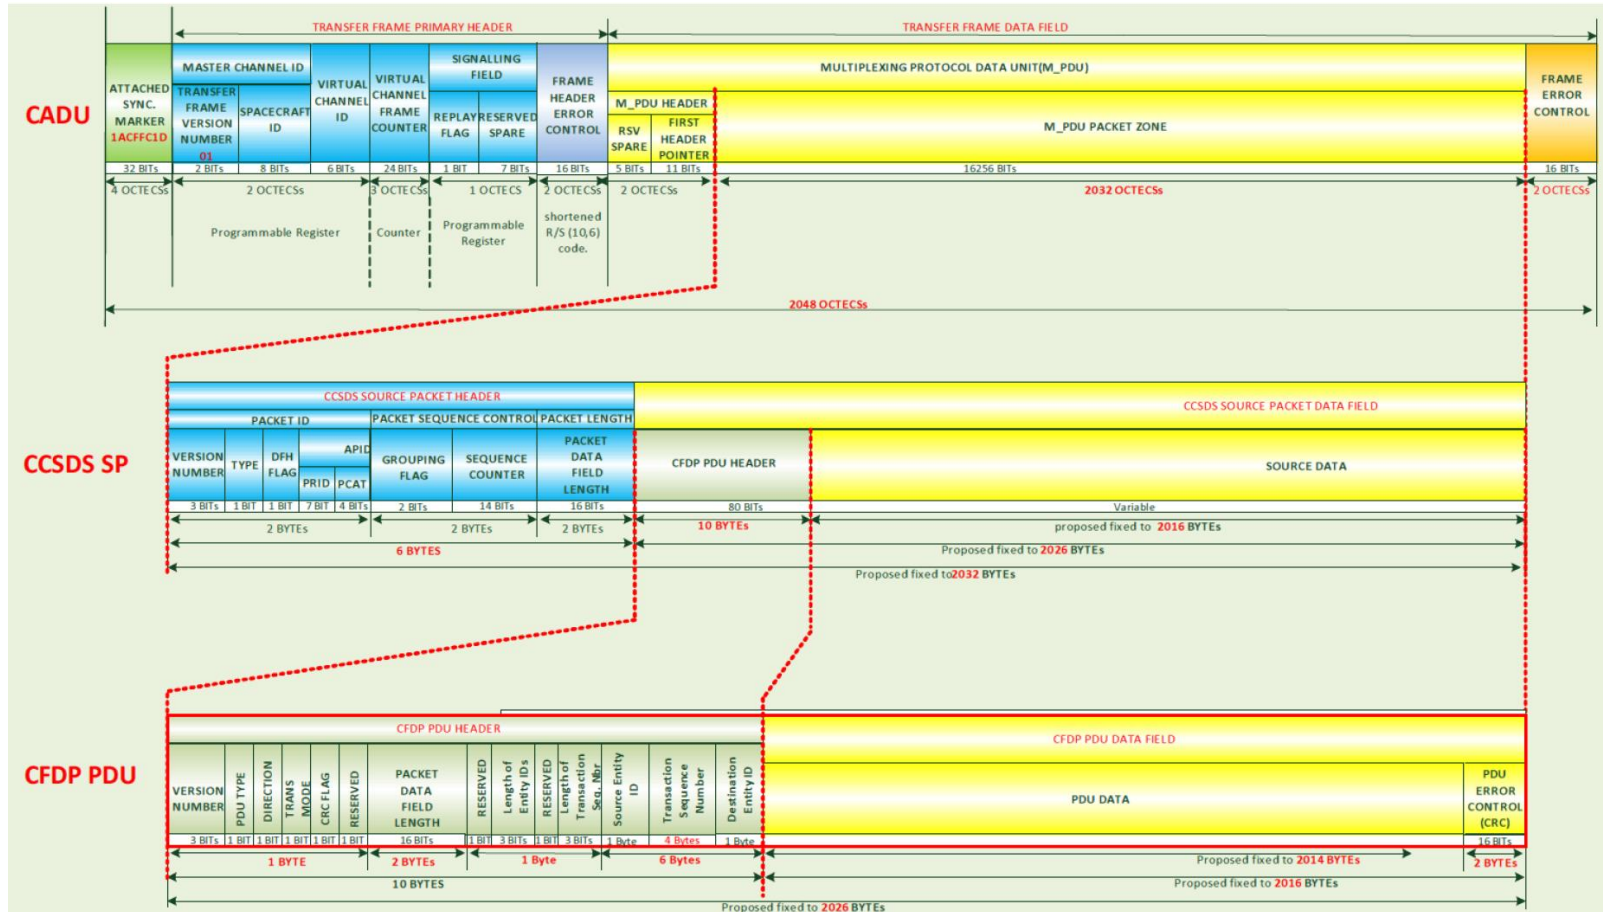 TRANSFER FRAME PRIMARY HEADER
TRANSFER FRAME DATA FIELD
CADU
ATTACHED
SYNC.
MARKER
1ACFFC1D
MASTER CHANNEL ID
TRANSFER
FRAME
VERSION
NUMBER
01
SPACECRAFT
ID
VIRTUAL
CHANNEL
ID
VIRTUAL
CHANNEL
FRAME
COUNTER
SIGNALLING
FIELD
REPLAY
FLAG
RESERVED
SPARE
FRAME
HEADER
ERROR
CONTROL
MULTIPLEXING PROTOCOL DATA UNIT(M_PDU)
M_PDU HEADER
RSV
SPARE
FIRST
HEADER
POINTER
M_PDU PACKET ZONE
FRAME
ERROR
CONTROL
32 BITs
2 BITs
8 BITs
6 BITs
24 BITs
1 BIT
7 BITs
16 BITs
5 BITs
11 BITs
16256 BITs
16 BITs
4 OCTECSs
2 OCTECSs
3 OCTECSs
1 OCTECS
2 OCTECSs
2 OCTECSs
2032 OCTECSs
2 OCTECSs
Programmable Register
Counter
Programmable
Register
shortened
R/S (10,6)
code.
2048 OCTECSs
CCSDS SP
CCSDS SOURCE PACKET HEADER
CCSDS SOURCE PACKET DATA FIELD
PACKET ID
PACKET SEQUENCE CONTROL
PACKET LENGTH
VERSION
NUMBER
TYPE
DFH
FLAG
APID
PRID
PCAT
GROUPING
FLAG
SEQUENCE
COUNTER
PACKET
DATA
FIELD
LENGTH
CFDP PDU HEADER
SOURCE DATA
3 BITs
1 BIT
1 BIT
7 BIT
4 BITs
2 BITs
14 BITs
16 BITs
80 BITs
Variable
2 BYTEs
2 BYTEs
2 BYTEs
10 BYTEs
proposed fixed to 2016 BYTEs
6 BYTES
Proposed fixed to 2026 BYTEs
Proposed fixed to2032 BYTEs
CFDP PDU
CFDP PDU HEADER
CFDP PDU DATA FIELD
VERSION
NUMBER
PDU TYPE
DIRECTION
TRANS
MODE
CRC FLAG
RESERVED
PACKET
DATA
FIELD
LENGTH
RESERVED
Length of
Entity IDs
RESERVED
Length of
Transaction
Seq. Nbr
Source Entity
ID
Transaction
Sequence
Number
Destination
Entity ID
PDU DATA
PDU
ERROR
CONTROL
(CRC)
3 BITs
1 BIT
1 BIT
1 BIT
1 BIT
1 BIT
16 BITs
1 BIT
3 BITs
1 BIT
3 BITs
1 Byte
4 Bytes
1 Byte
16 BITs
1 BYTE
2 BYTEs
1 Byte
6 Bytes
Proposed fixed to 2014 BYTEs
2 BYTEs
10 BYTES
Proposed fixed to 2016 BYTEs
Proposed fixed to 2026 BYTEs